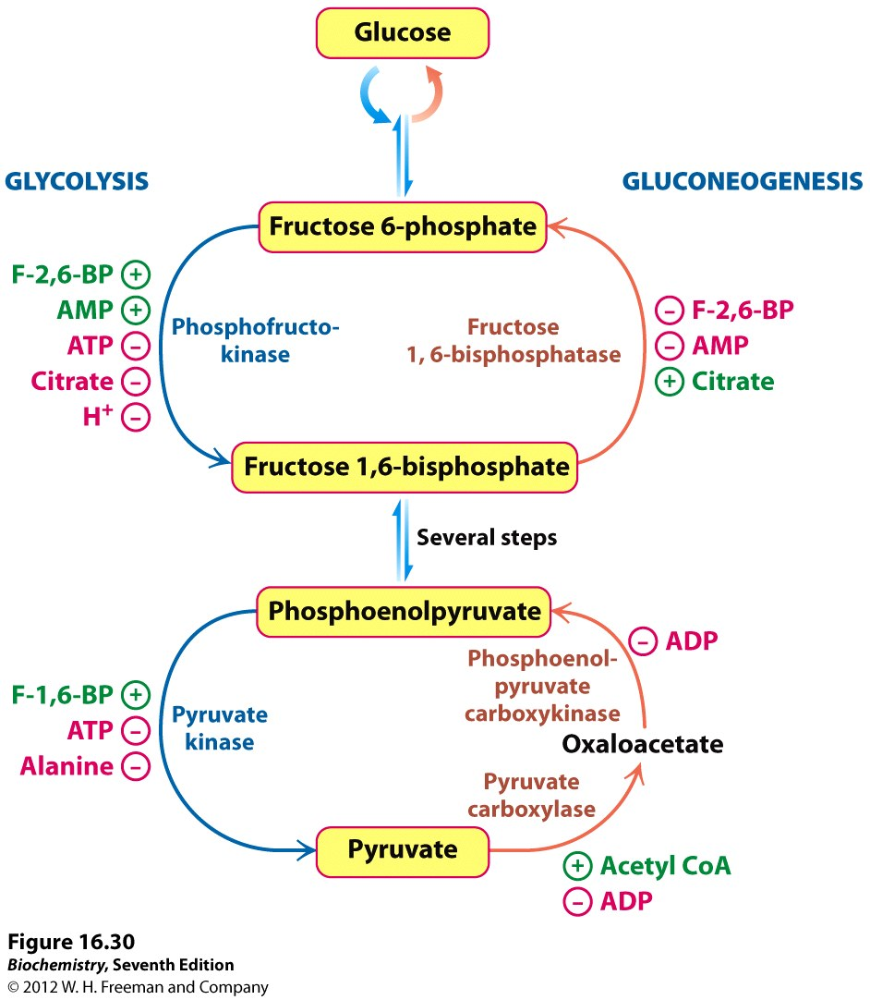 Glucose
GLYCOLYSIS
GLUCONEOGENESIS
Fructose 6-phosphate
F-2,6-BP +
AMP +
ATP −
Citrate −
H⁺ −
Phosphofructo-
kinase
Fructose
1, 6-bisphosphatase
− F-2,6-BP
− AMP
+ Citrate
Fructose 1,6-bisphosphate
Several steps
Phosphoenolpyruvate
− ADP
Phosphoenol-
pyruvate
carboxykinase
F-1,6-BP +
ATP −
Alanine −
Pyruvate
kinase
Oxaloacetate
Pyruvate
carboxylase
Pyruvate
+ Acetyl CoA
− ADP
Figure 16.30
Biochemistry, Seventh Edition
© 2012 W. H. Freeman and Company